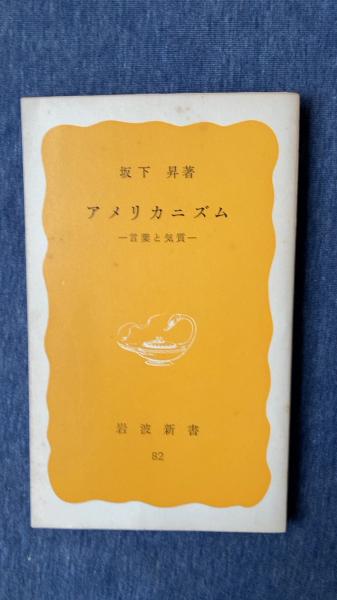 坂下 昇著
アメリカニズム
—言葉と気質—
岩波新書
82